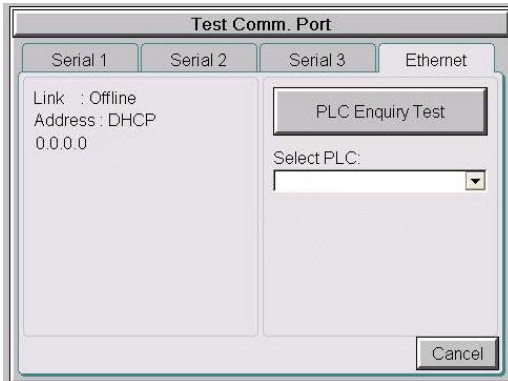 Test Comm. Port
Serial 1 Serial 2 Serial 3 Ethernet
Link : Offline
Address : DHCP
0.0.0.0
PLC Enquiry Test
Select PLC:
Cancel